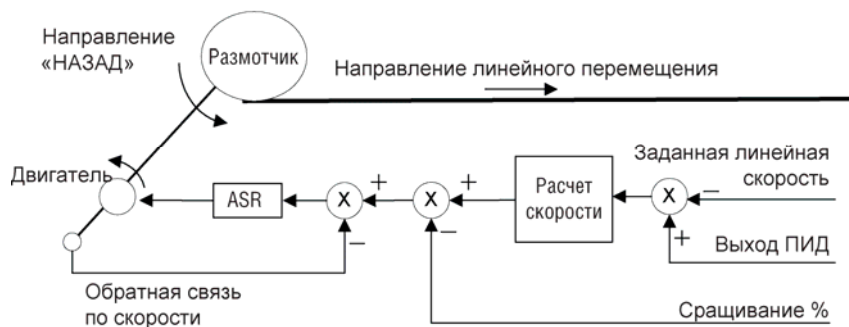 Направление
«НАЗАД»
Размотчик
Направление линейного перемещения
Двигатель
ASR
X
+
X
+
Расчет
скорости
X
Заданная линейная
скорость
−
−
−
+
Выход ПИД
Обратная связь
по скорости
Сращивание %